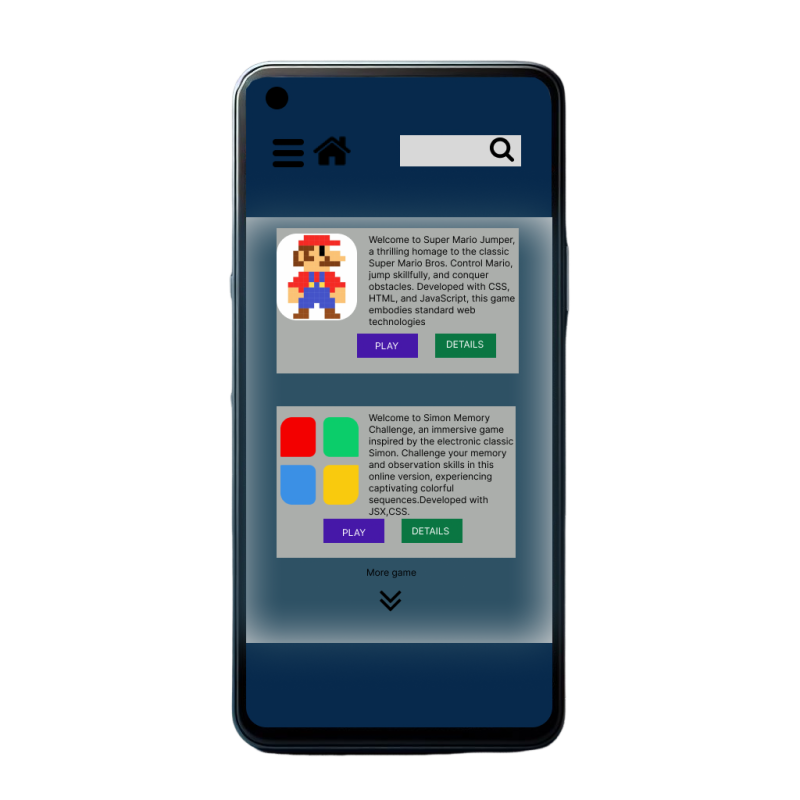 Welcome to Super Mario Jumper,
a thrilling homage to the classic
Super Mario Bros. Control Mario,
jump skillfully, and conquer
obstacles. Developed with CSS,
HTML, and JavaScript, this game
embodies standard web
technologies
PLAY
DETAILS
Welcome to Simon Memory
Challenge, an immersive game
inspired by the electronic classic
Simon. Challenge your memory
and observation skills in this
online version, experiencing
captivating colorful
sequences.Developed with
JSX,CSS.
PLAY
DETAILS
More game